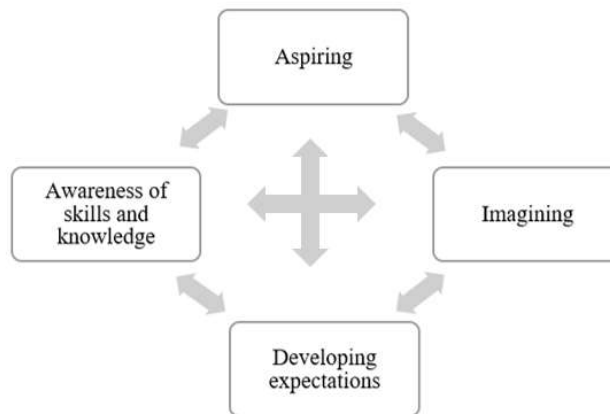 Aspiring
Awareness of
skills and
knowledge
Imagining
Developing
expectations